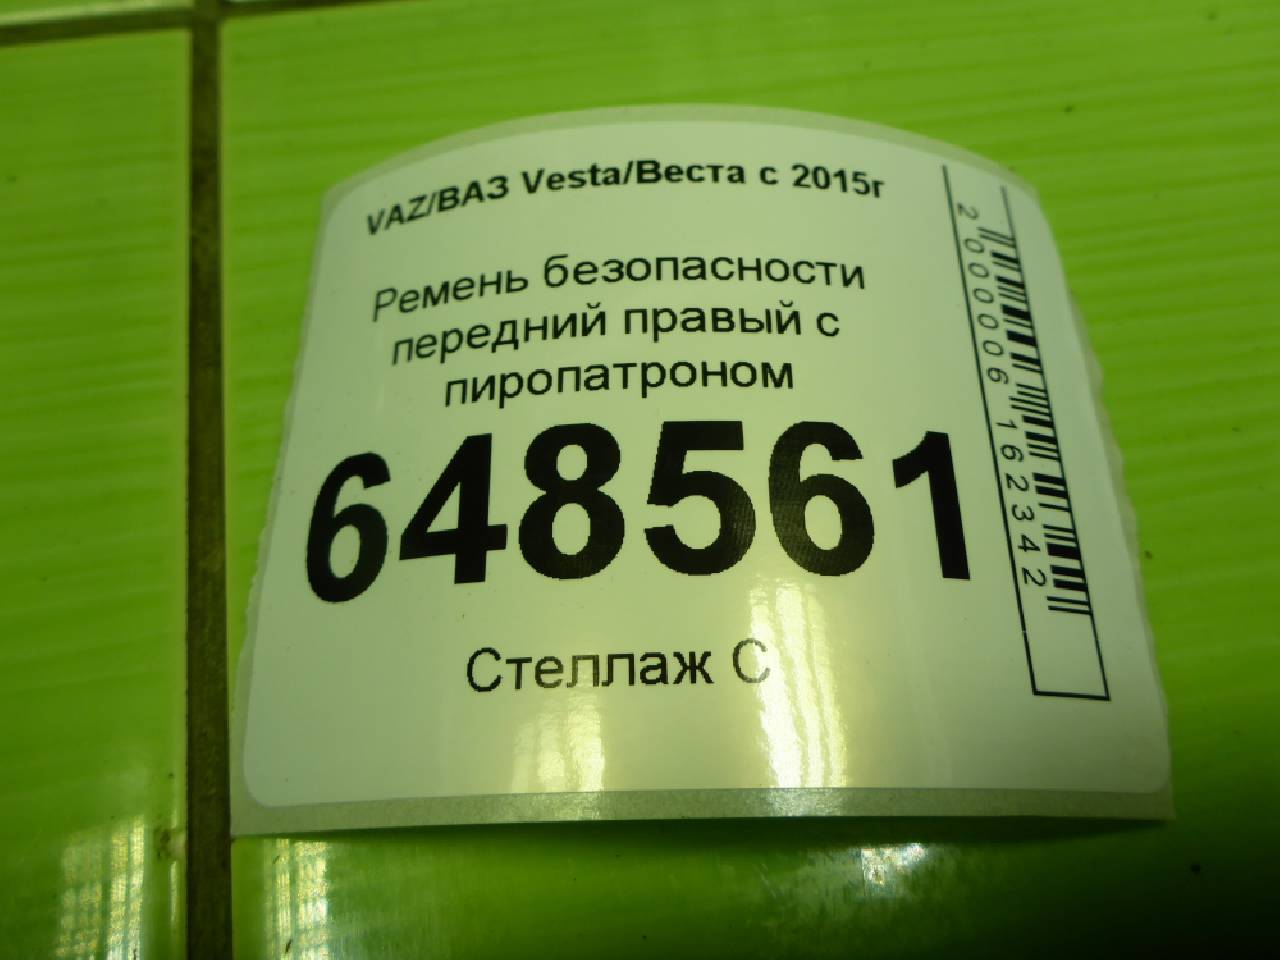 VAZ/ВАЗ Vesta/Веста с 2015г
Ремень безопасности
передний правый с
пиропатроном
648561
Стеллаж С
2000006162342